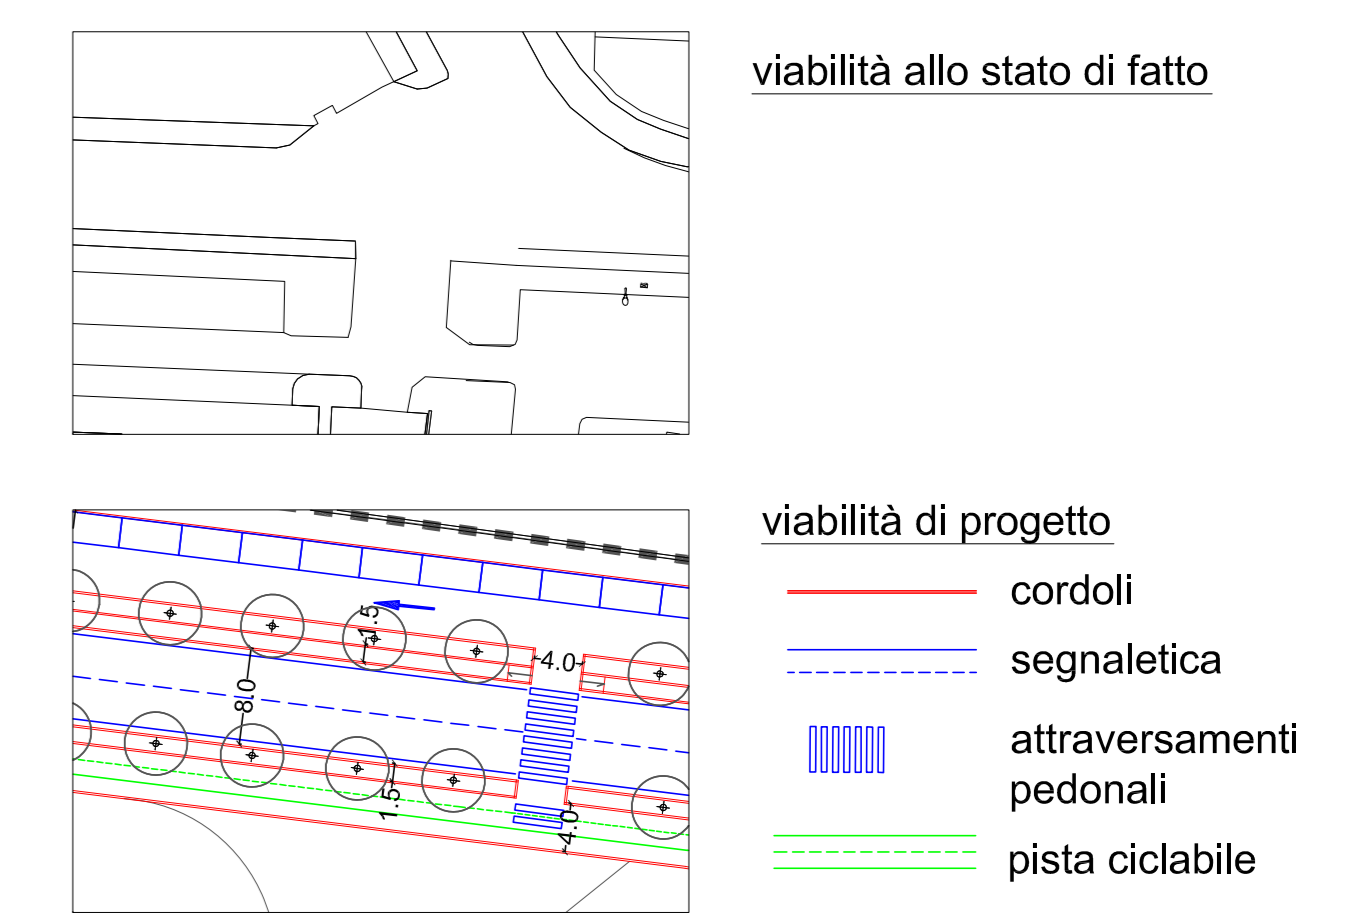 viabilità allo stato di fatto
viabilità di progetto
cordoli
segnaletica
attraversamenti
pedonali
pista ciclabile
1.5
4.0
8.0
1.5
4.0